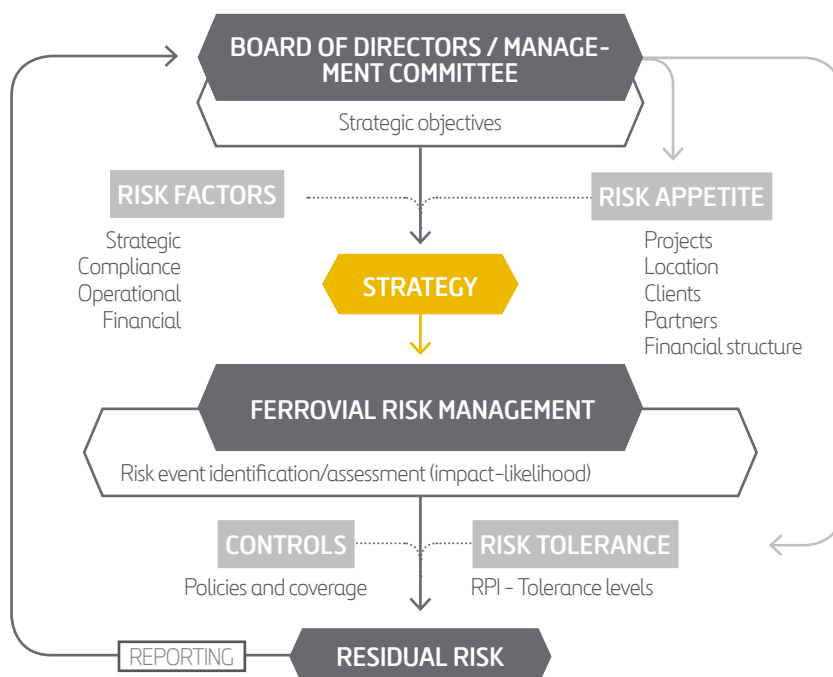 BOARD OF DIRECTORS / MANAGE-
MENT COMMITTEE
Strategic objectives
RISK FACTORS
Strategic
Compliance
Operational
Financial
RISK APPETITE
Projects
Location
Clients
Partners
Financial structure
STRATEGY
FERROVIAL RISK MANAGEMENT
Risk event identification/assessment (impact-likelihood)
CONTROLS
Policies and coverage
RISK TOLERANCE
RPI - Tolerance levels
REPORTING
RESIDUAL RISK